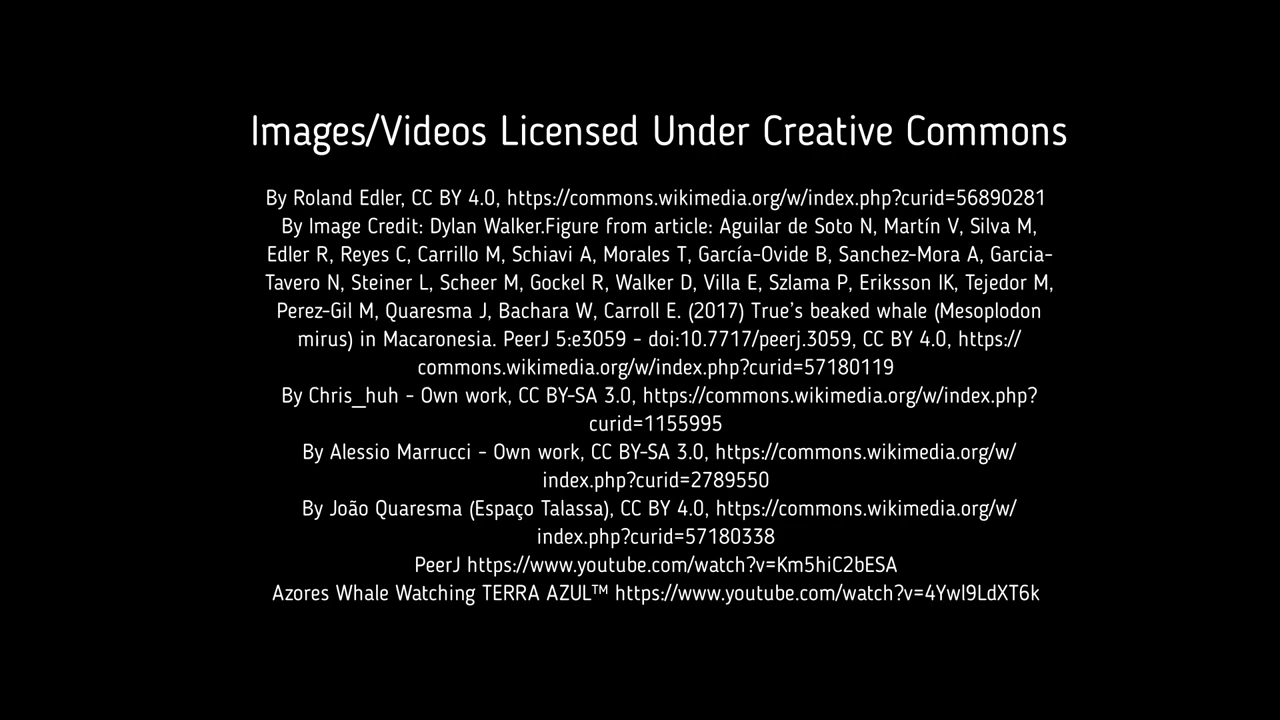 Images/Videos Licensed Under Creative Commons
By Roland Edler, CC BY 4.0, https://commons.wikimedia.org/w/index.php?curid=56890281
By Image Credit: Dylan Walker.Figure from article: Aguilar de Soto N, Martín V, Silva M,
Edler R, Reyes C, Carrillo M, Schiavi A, Morales T, García-Ovide B, Sanchez-Mora A, Garcia-
Tavero N, Steiner L, Scheer M, Gockel R, Walker D, Villa E, Szlama P, Eriksson IK, Tejedor M,
Perez-Gil M, Quaresma J, Bachara W, Carroll E. (2017) True’s beaked whale (Mesoplodon
mirus) in Macaronesia. PeerJ 5:e3059 - doi:10.7717/peerj.3059, CC BY 4.0, https://
commons.wikimedia.org/w/index.php?curid=57180119
By Chris_huh - Own work, CC BY-SA 3.0, https://commons.wikimedia.org/w/index.php?
curid=1155995
By Alessio Marrucci - Own work, CC BY-SA 3.0, https://commons.wikimedia.org/w/
index.php?curid=2789550
By João Quaresma (Espaço Talassa), CC BY 4.0, https://commons.wikimedia.org/w/
index.php?curid=57180338
PeerJ https://www.youtube.com/watch?v=Km5hiC2bESA
Azores Whale Watching TERRA AZUL™ https://www.youtube.com/watch?v=4Ywl9LdXT6k